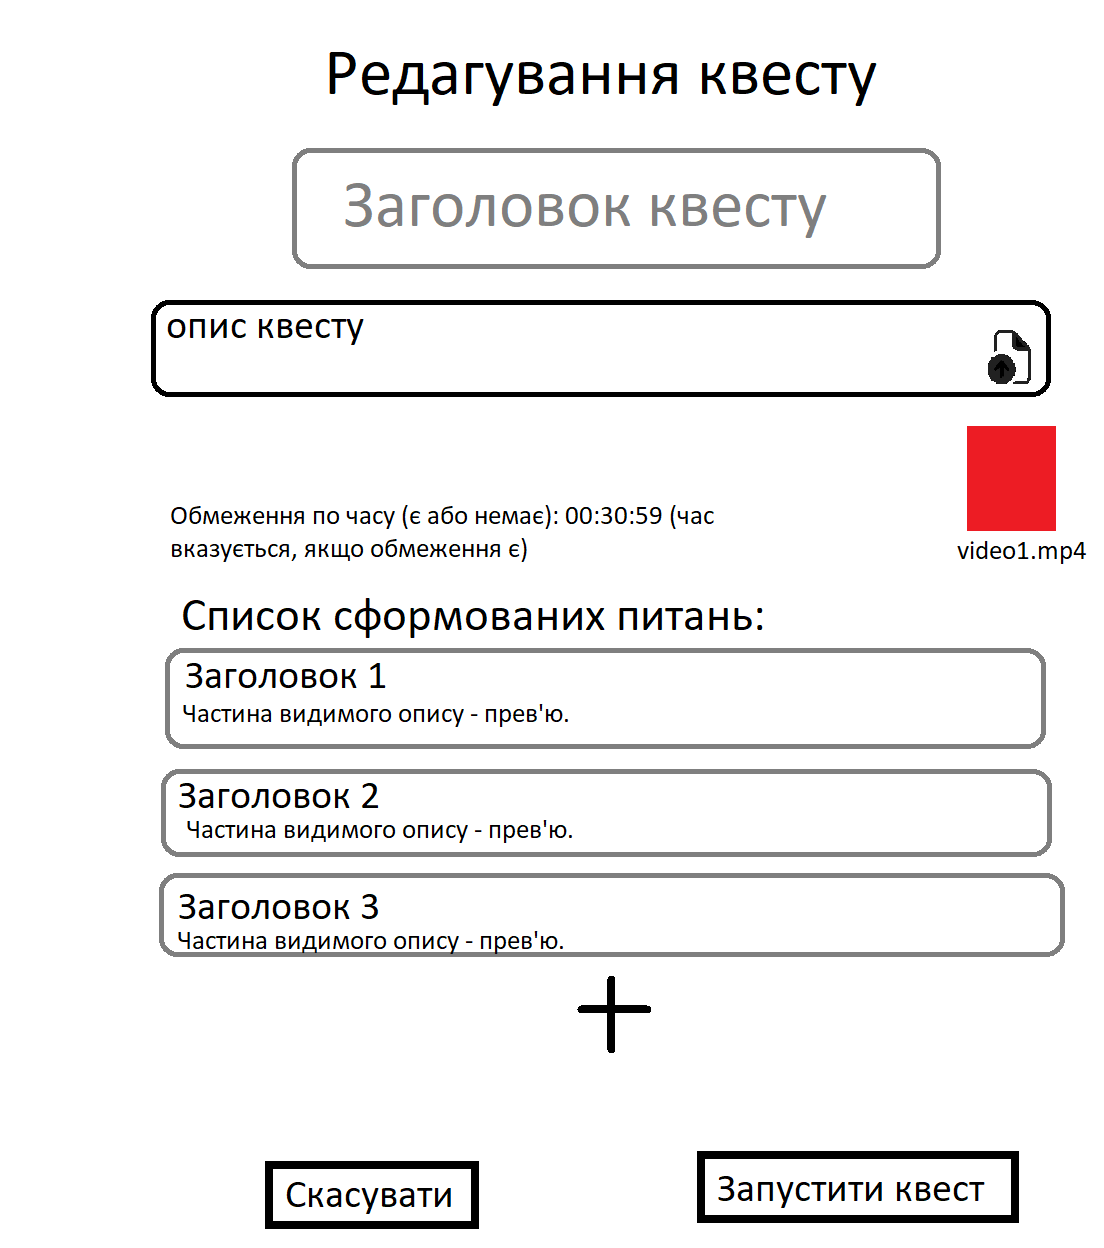 Редагування квесту
Заголовок квесту
опис квесту
Обмеження по часу (є або немає): 00:30:59 (час
вказується, якщо обмеження є)
video1.mp4
Список сформованих питань:
Заголовок 1
Частина видимого опису - прев'ю.
Заголовок 2
Частина видимого опису - прев'ю.
Заголовок 3
Частина видимого опису - прев'ю.
Скасувати
Запустити квест